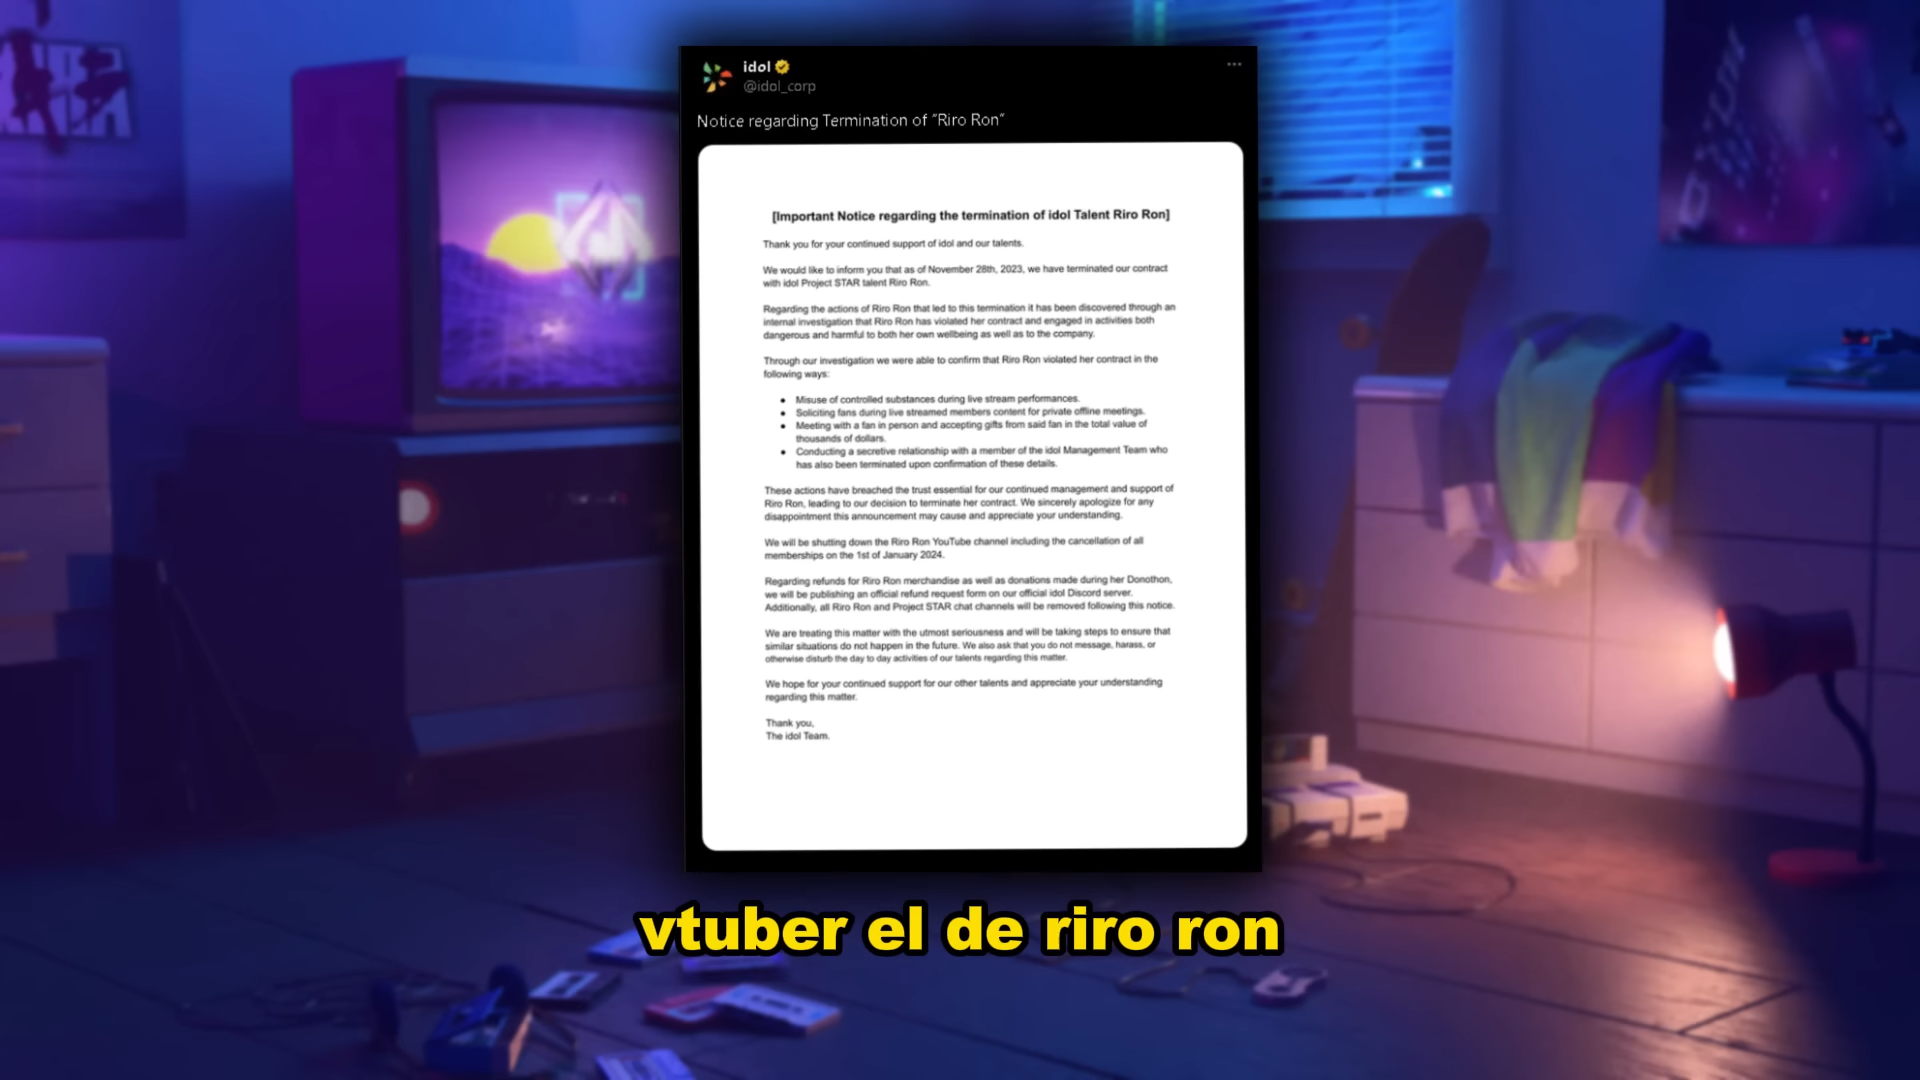 idol
@idol_corp
Notice regarding Termination of "Riro Ron"
[Important Notice regarding the termination of idol Talent Riro Ron]
Thank you for your continued support of idol and our talents.
We would like to inform you that as of November 28th, 2023, we have terminated our contract
with idol Project STAR talent Riro Ron.
Regarding the actions of Riro Ron that led to this termination it has been discovered through an
internal investigation that Riro Ron has violated her contract and engaged in activities both
dangerous and harmful to both her own wellbeing as well as to the company.
Through our investigation we were able to confirm that Riro Ron violated her contract in the
following ways:
• Misuse of controlled substances during live stream performances.
• Soliciting fans during live streamed members content for private offline meetings.
• Meeting with a fan in person and accepting gifts from said fan in the total value of
thousands of dollars.
• Conducting a secretive relationship with a member of the idol Management Team who
has also been terminated upon confirmation of these details.
These actions have breached the trust essential for our continued management and support of
Riro Ron, leading to our decision to terminate her contract. We sincerely apologize for any
disappointment this announcement may cause and appreciate your understanding.
We will be shutting down the Riro Ron YouTube channel including the cancellation of all
memberships on the 1st of January 2024.
Regarding refunds for Riro Ron merchandise as well as donations made during her Donothon,
we will be publishing an official refund request form on our official idol Discord server.
Additionally, all Riro Ron and Project STAR chat channels will be removed following this notice.
We are treating this matter with the utmost seriousness and will be taking steps to ensure that
similar situations do not happen in the future. We also ask that you do not message, harass, or
otherwise disturb the day to day activities of our talents regarding this matter.
We hope for your continued support for our other talents and appreciate your understanding
regarding this matter.
Thank you,
The idol Team.
vtuber el de riro ron